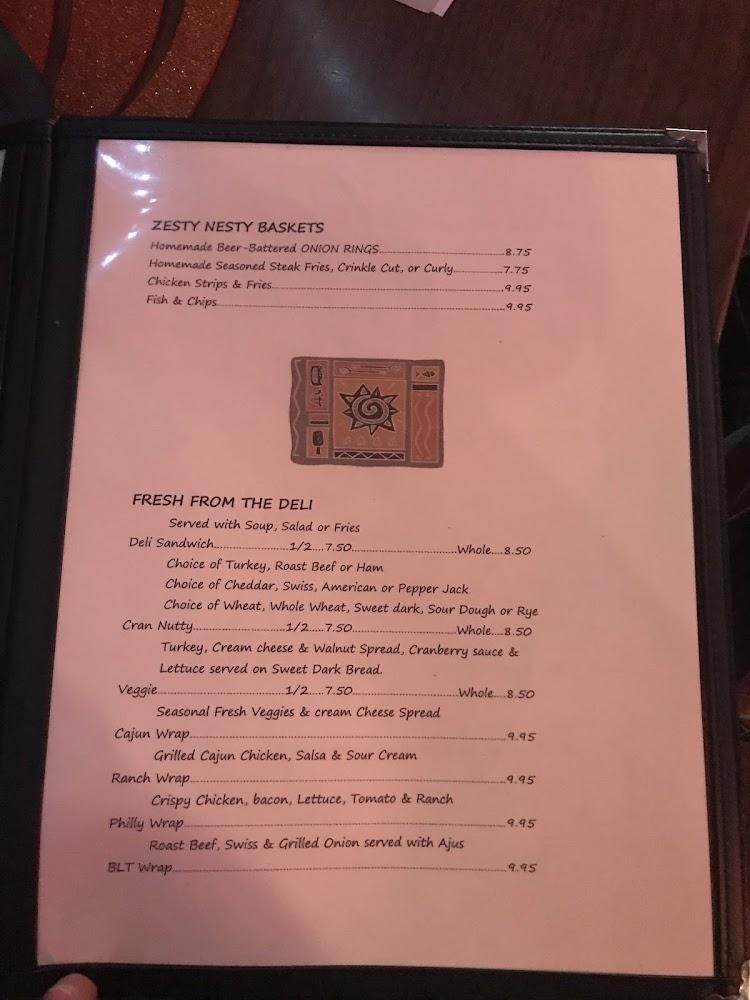 ZESTY NESTY BASKETS
Homemade Beer-Battered ONION RINGS......8.75
Homemade Seasoned Steak Fries, Crinkle Cut, or Curly......7.75
Chicken Strips & Fries......9.95
Fish & Chips......9.95
FRESH FROM THE DELI
Served with Soup, Salad or Fries
Deli Sandwich......1/2....7.50......Whole....8.50
Choice of Turkey, Roast Beef or Ham
Choice of Cheddar, Swiss, American or Pepper Jack
Choice of Wheat, Whole Wheat, Sweet dark, Sour Dough or Rye
Cran Nutty......1/2.....7.50......Whole....8.50
Turkey, Cream cheese & Walnut Spread, Cranberry sauce &
Lettuce served on Sweet Dark Bread.
Veggie......1/2....7.50......Whole....8.50
Seasonal Fresh Veggies & cream Cheese Spread
Cajun Wrap......9.95
Grilled Cajun Chicken, Salsa & Sour Cream
Ranch Wrap......9.95
Crispy Chicken, bacon, Lettuce, Tomato & Ranch
Philly Wrap......9.95
Roast Beef, Swiss & Grilled Onion served with Ajus
BLT Wrap......9.95